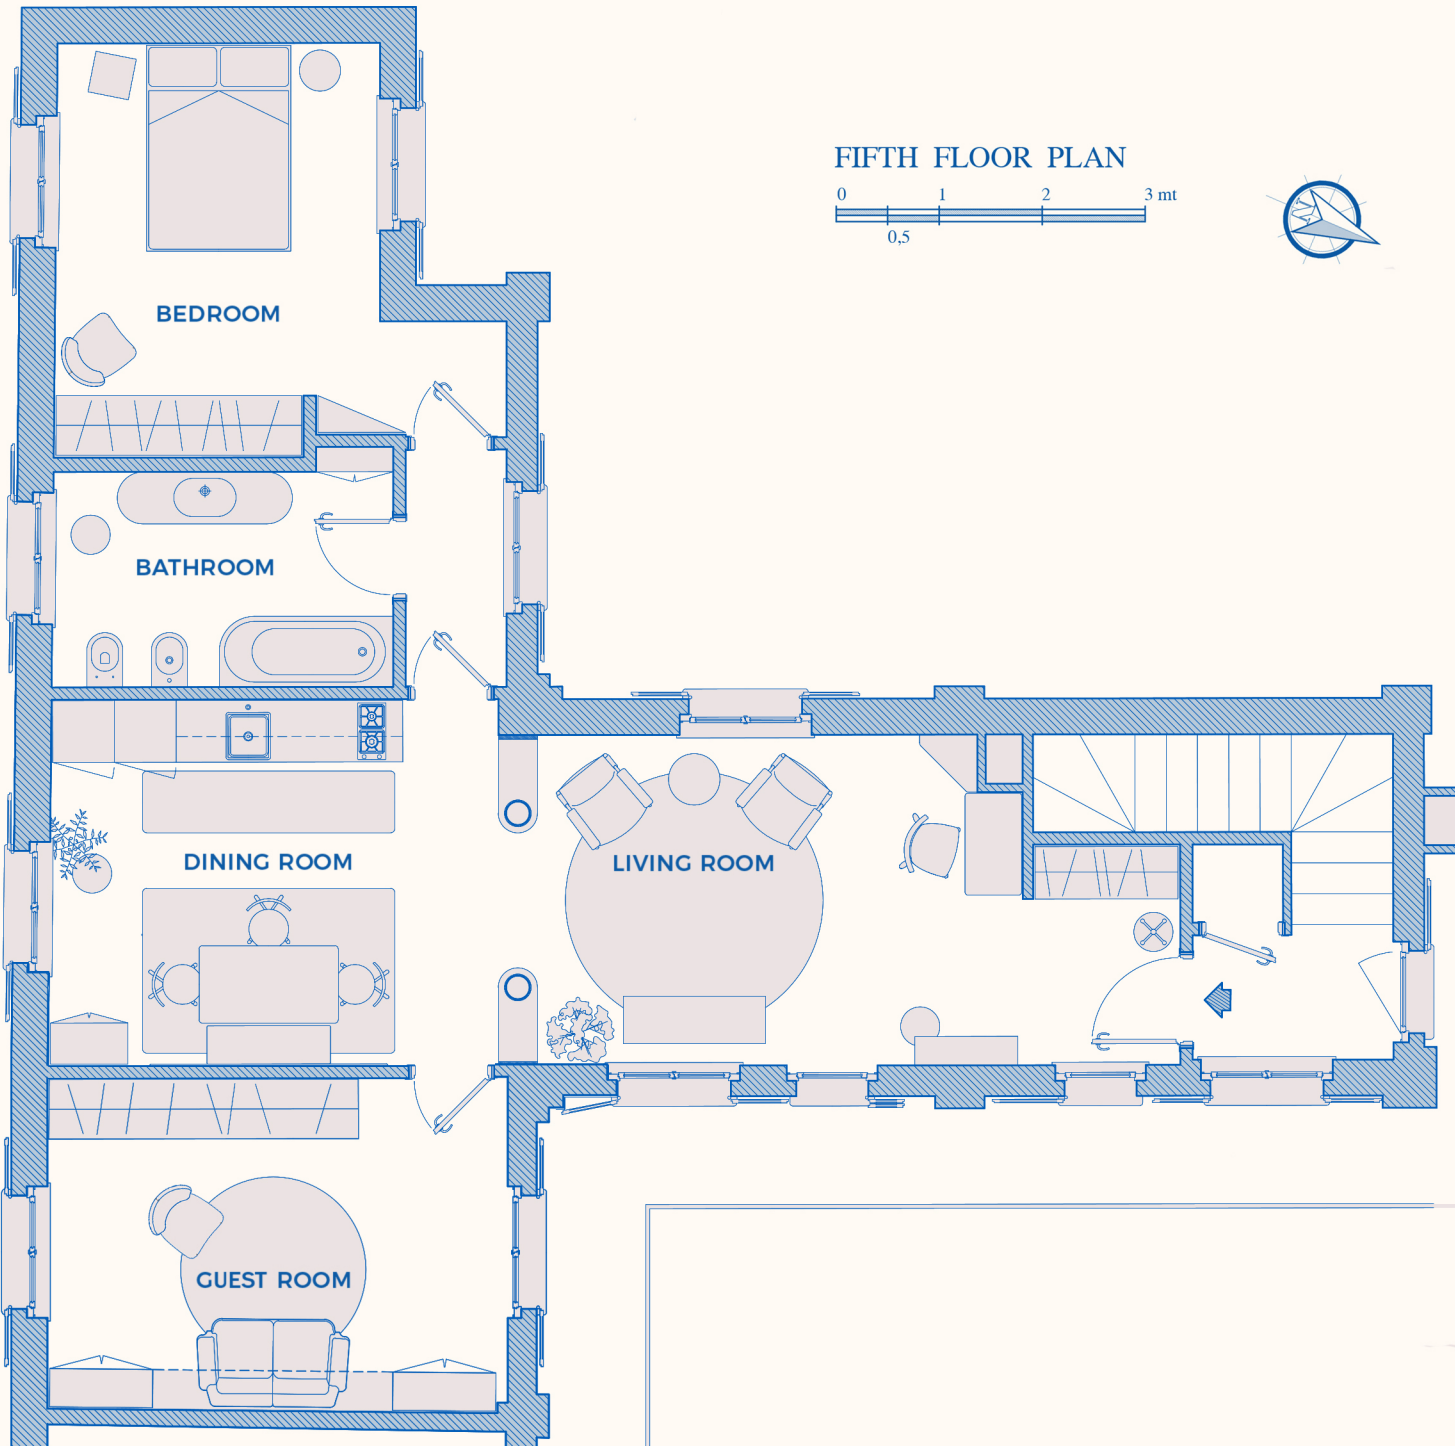 FIFTH FLOOR PLAN
0 1 2 3 mt
0,5
N
BEDROOM
BATHROOM
DINING ROOM
LIVING ROOM
GUEST ROOM